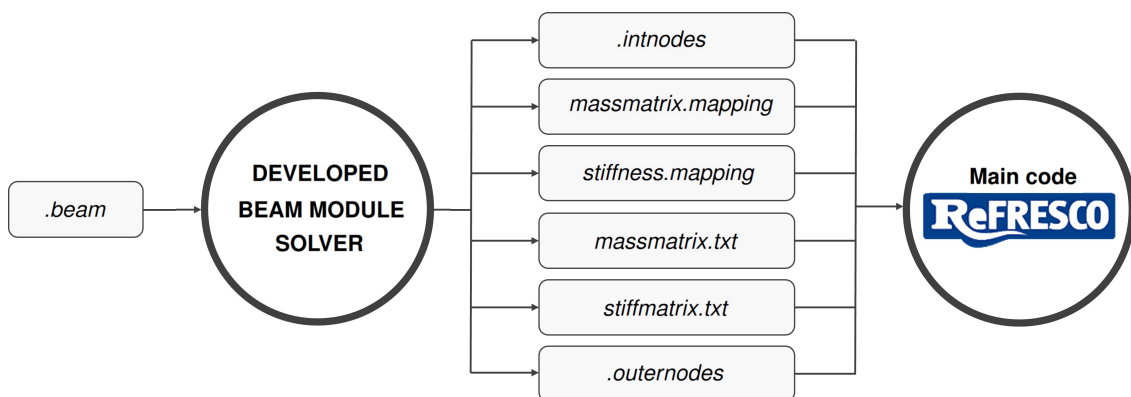 .beam
DEVELOPED
BEAM MODULE
SOLVER
.intnodes
massmatrix.mapping
stiffness.mapping
massmatrix.txt
stiffmatrix.txt
.outernodes
Main code
ReFRESCO